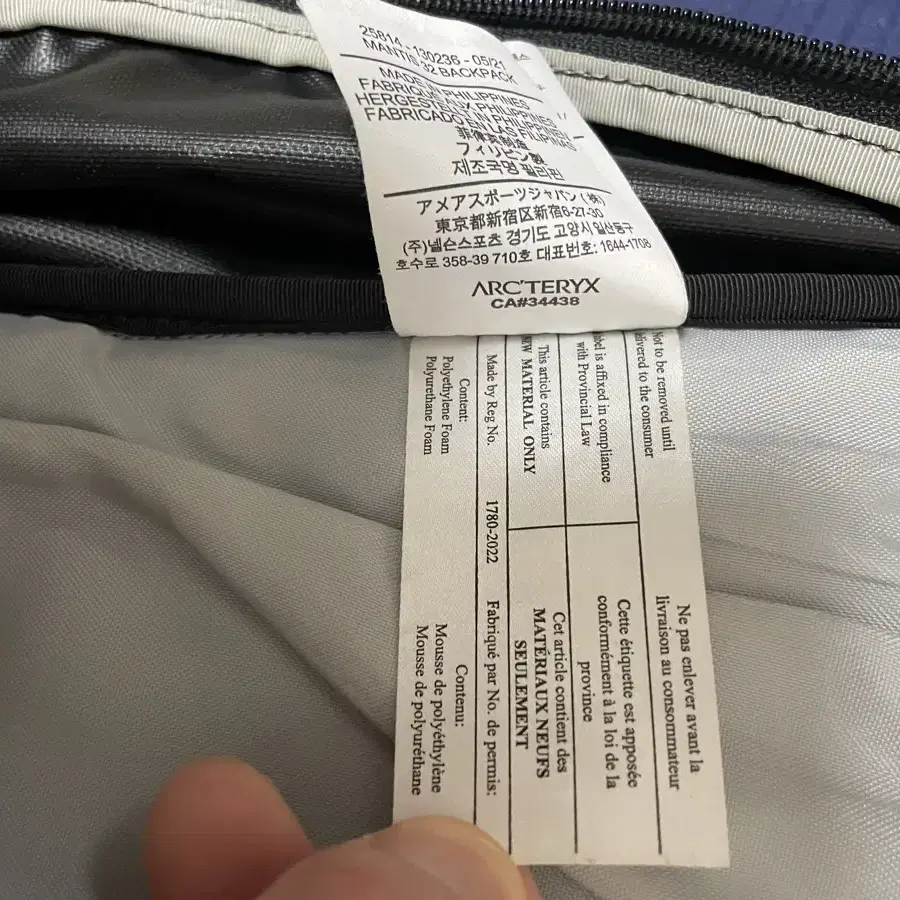 25814 - 130236 - 05/21
MANTIS 32 BACKPACK
MADE IN PHILIPPINES
FABRIQUE AUX PHILIPPINES
HERGESTELLT IN PHILIPPINEN
FABRICADO EN LAS FILIPINAS
菲律宾制造
フィリピン製
제조국명 필리핀
アメアスポーツジャパン (株)
東京都新宿区新宿6-27-30
(주)넬슨스포츠 경기도 고양시 일산동구
호수로 358-39 710호 대표번호: 1644-1708
ARC'TERYX
CA#34438
Not to be removed until
delivered to the consumer
label is affixed in compliance
with Provincial Law
This article contains
NEW MATERIAL ONLY
Made by Reg No.
1780-2022
Content:
Polyethylene Foam
Polyurethane Foam
Ne pas enlever avant la
livraison au consommateur
Cette étiquette est apposée
conformément à la loi de la
province
Cet article contient des
MATÉRIAUX NEUFS
SEULEMENT
Fabriqué par No. de permis:
Contenu:
Mousse de polyéthylène
Mousse de polyuréthane